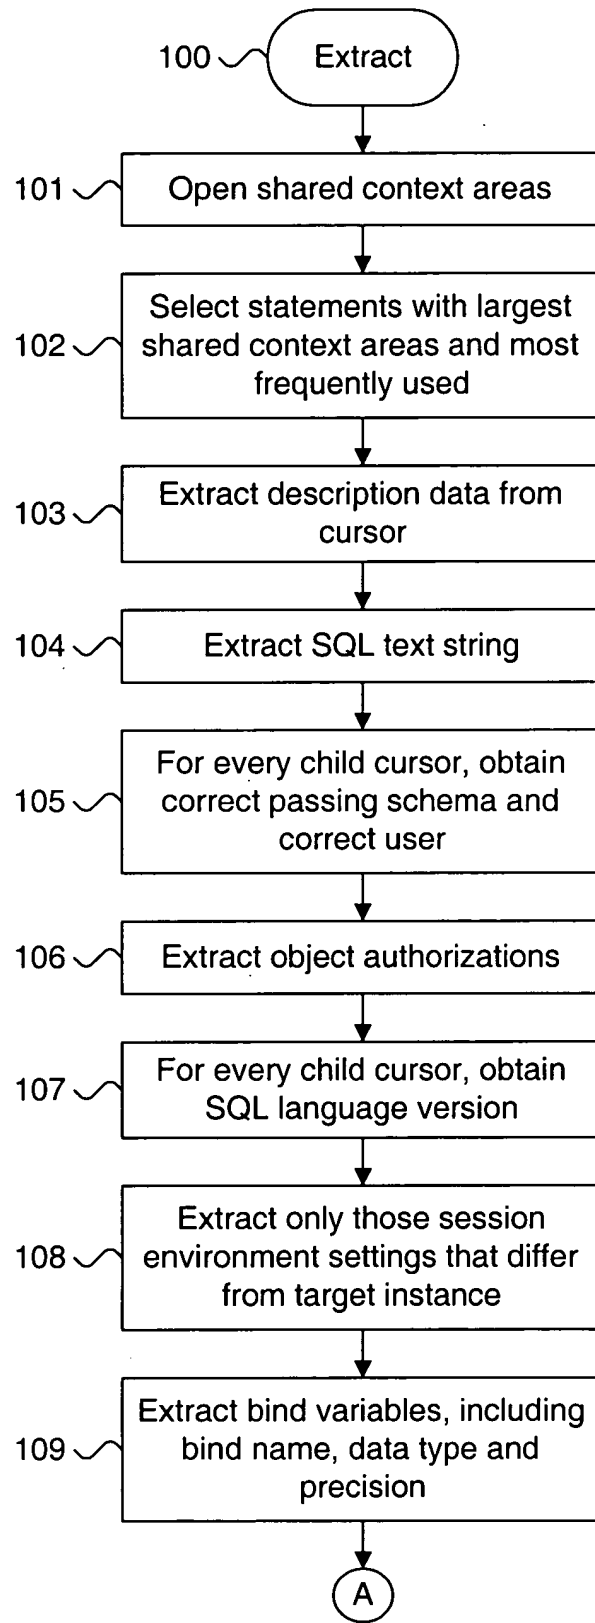 100 Extract
101 Open shared context areas
Select statements with largest
102 shared context areas and most
frequently used
103 Extract description data from
cursor
104 Extract SQL text string
For every child cursor, obtain
105 correct passing schema and
correct user
106 Extract object authorizations
107 For every child cursor, obtain
SQL language version
Extract only those session
108 environment settings that differ
from target instance
Extract bind variables, including
109 bind name, data type and
precision
A